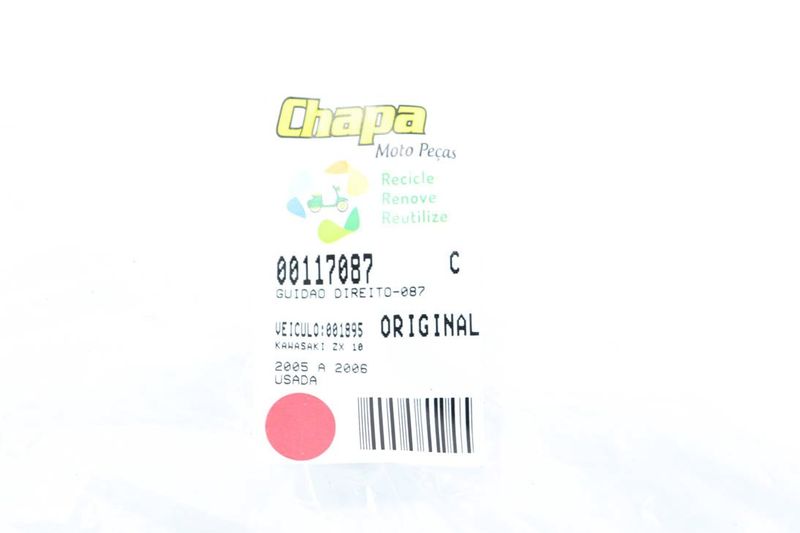 Chapa
Moto Peças
Recicle
Renove
Reutilize
00117087 C
GUIDAO DIREITO-087
VEICULO:001895 ORIGINAL
KAWASAKI ZX 10
2005 A 2006
USADA